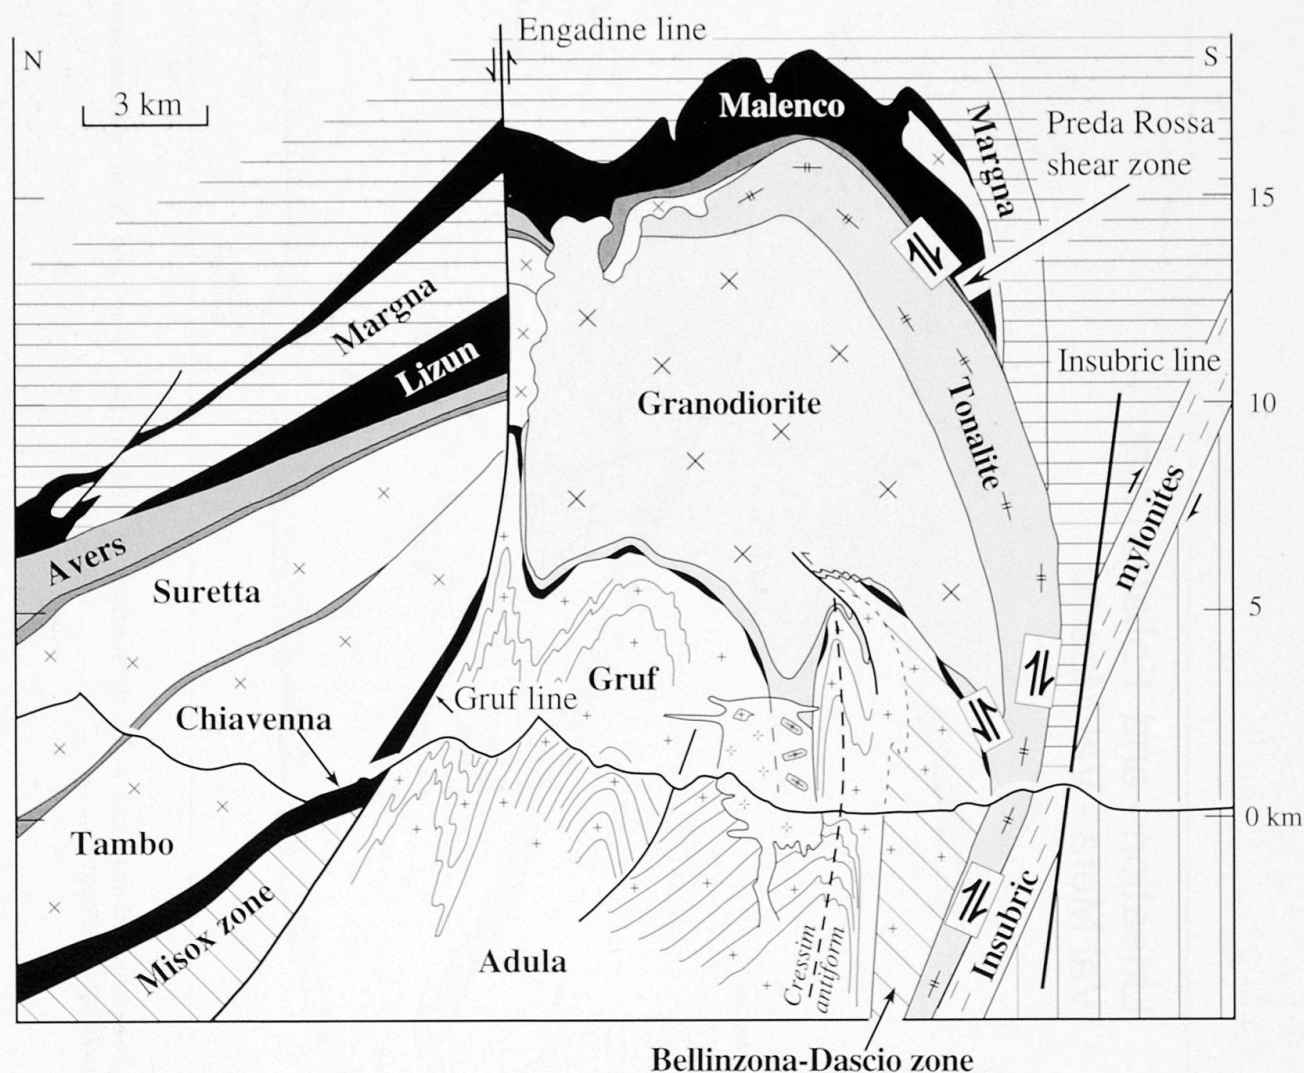 Engadine line
N
S
3 km
Malenco
Margna
Preda Rossa
shear zone
15
Margna
Lizun
Insubric line
Granodiorite
10
Tonalite
mylonites
Avers
Suretta
5
Gruf
Gruf line
Chiavenna
0 km
Tambo
Misox zone
Adula
Cressim
antiform
Insubric
Bellinzona-Dascio zone